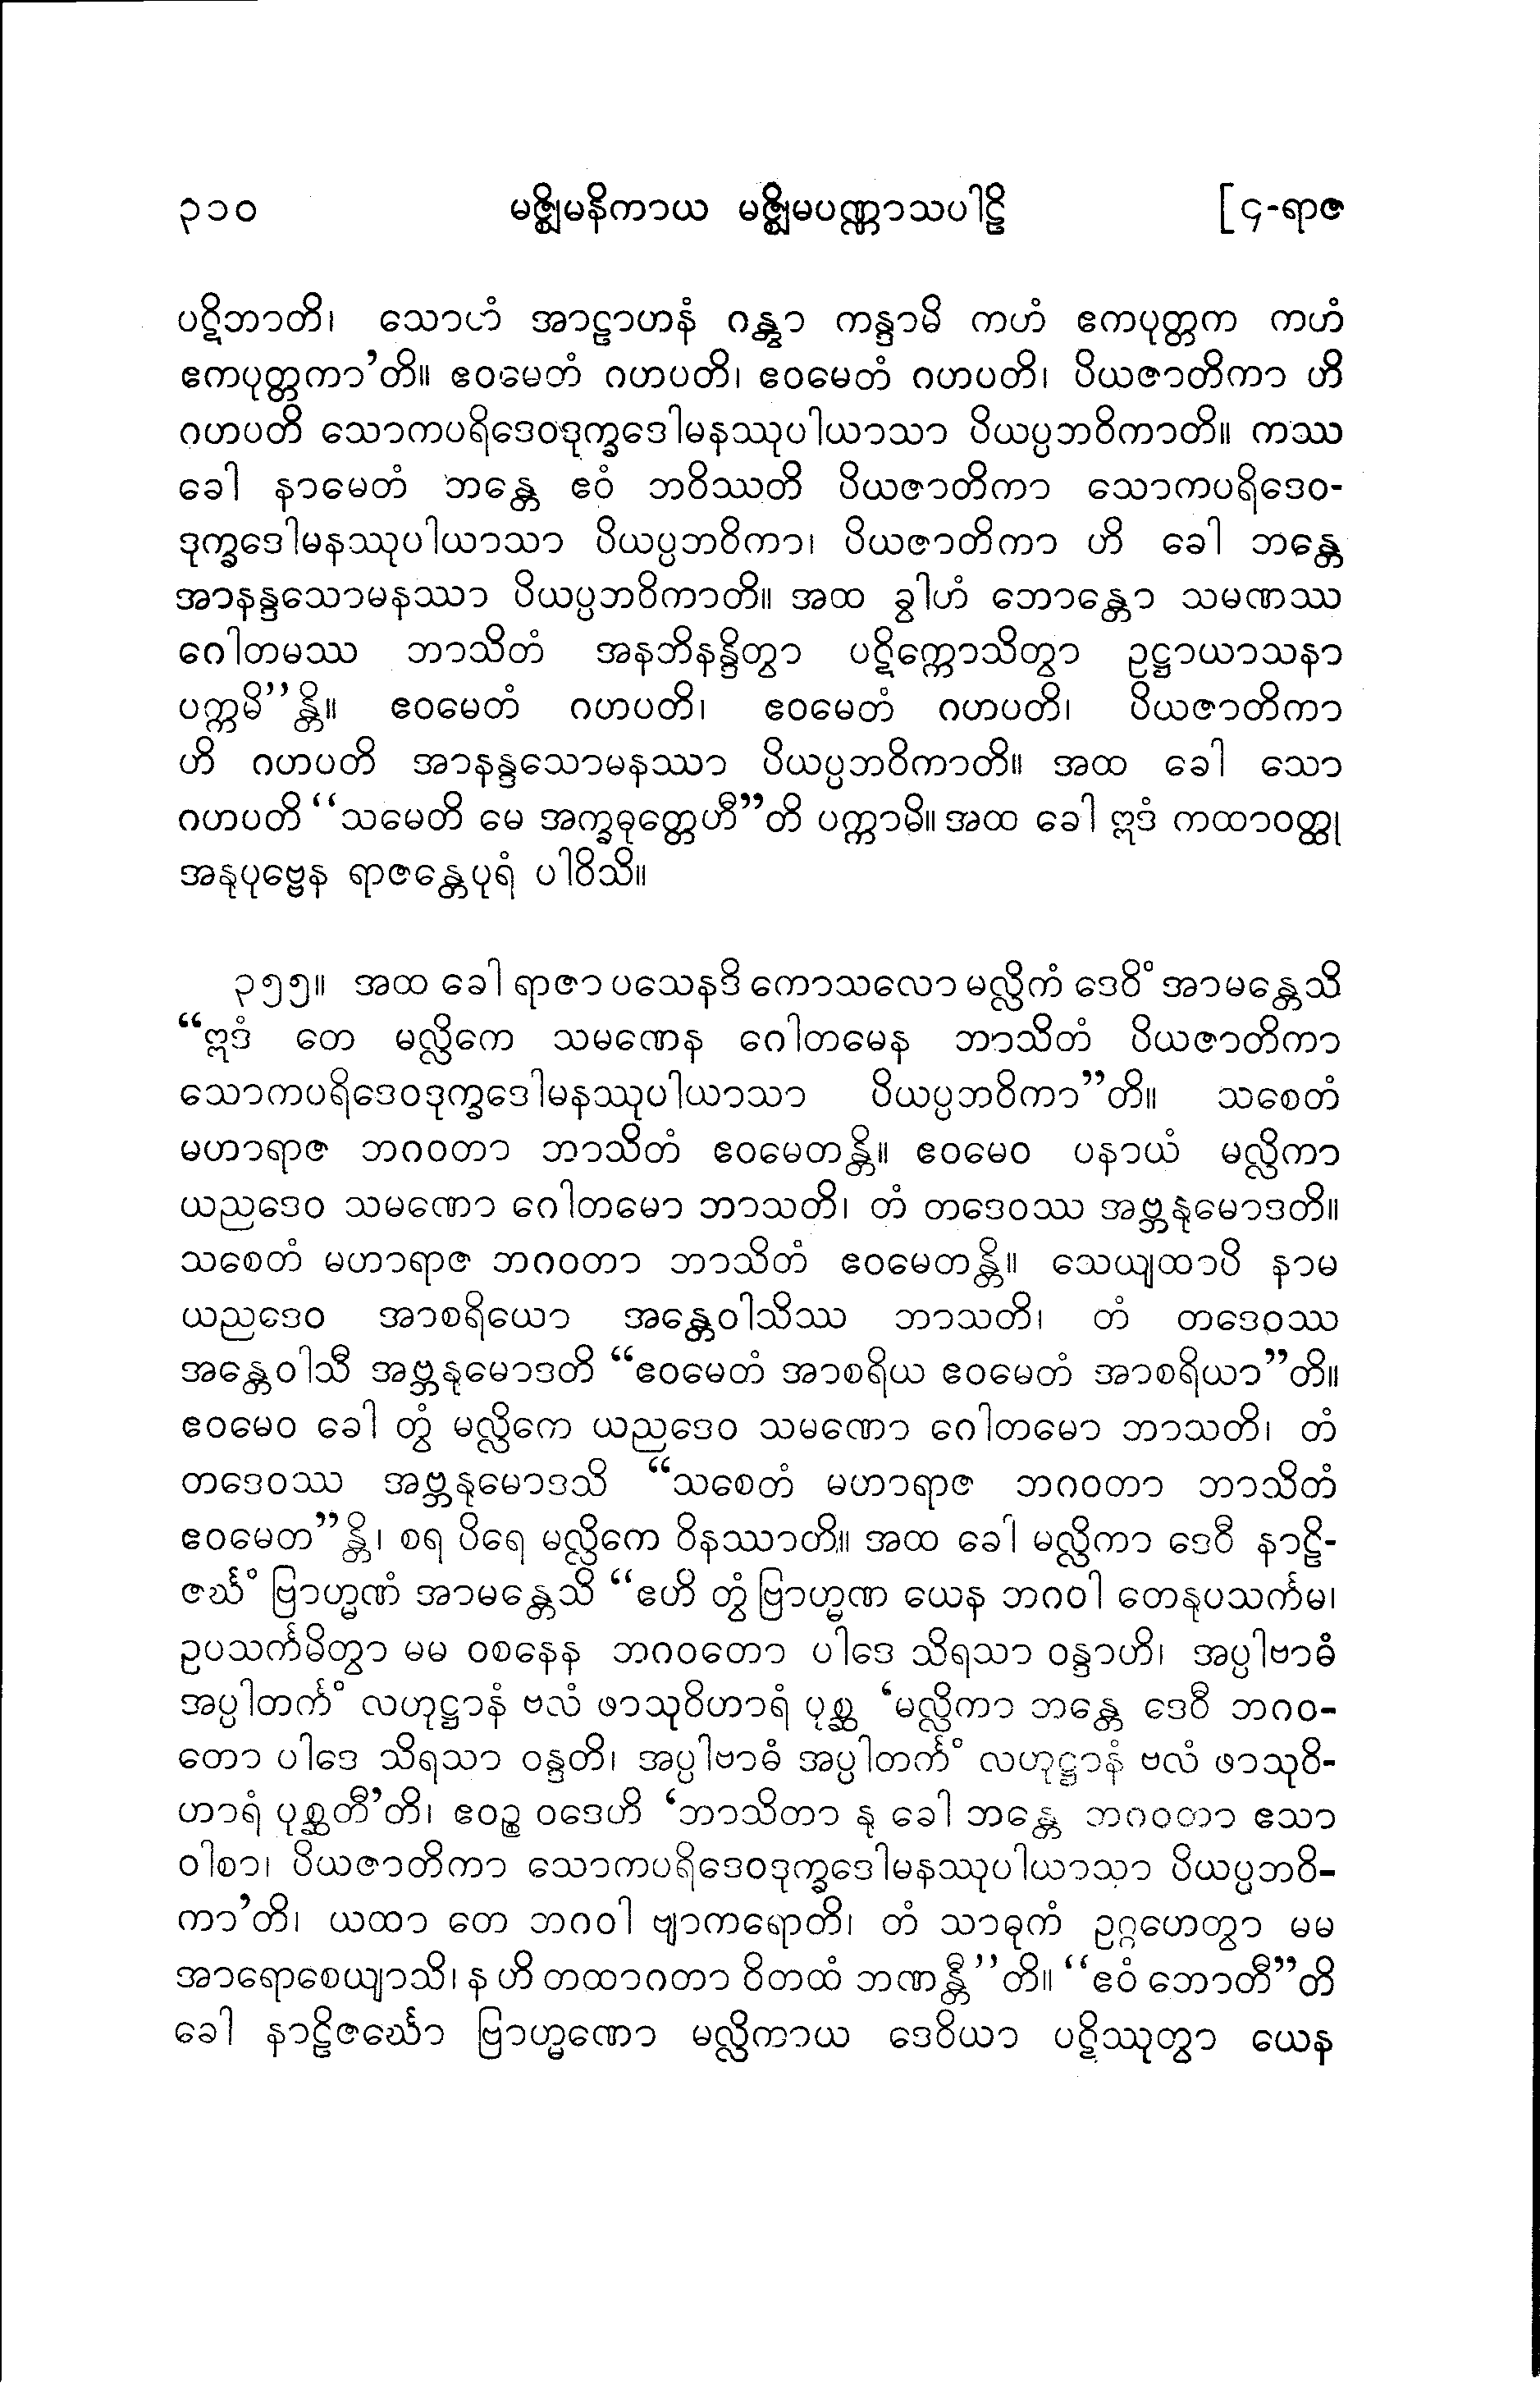 ၃၁၀ မဇ္ဈိမနိကာယ မဇ္ဈိမပဏ္ဏာသပါဠိ [၄-ရာဇ
ပဋိဘာတိ၊ သောဟံ အာဠာဟနံ ဂန္တွာ ကန္ဒာမိ ကဟံ ဧကပုတ္တက ကဟံ
ဧကပုတ္တကာ’တိ။ ဧဝမေတံ ဂဟပတိ၊ ဧဝမေတံ ဂဟပတိ၊ ပိယဇာတိကာ ဟိ
ဂဟပတိ သောကပရိဒေဝဒုက္ခဒေါမနဿုပါယာသာ ပိယပ္ပဘဝိကာတိ။ ကဿ
ခေါ နာမေတံ ဘန္တေ ဧဝံ ဘဝိဿတိ ပိယဇာတိကာ သောကပရိဒေဝ-
ဒုက္ခဒေါမနဿုပါယာသာ ပိယပ္ပဘဝိကာ၊ ပိယဇာတိကာ ဟိ ခေါ ဘန္တေ
အာနန္ဒသောမနဿာ ပိယပ္ပဘဝိကာတိ။ အထ ခွါဟံ ဘောန္တော သမဏဿ
ဂေါတမဿ ဘာသိတံ အနဘိနန္ဒိတွာ ပဋိက္ကောသိတွာ ဥဋ္ဌာယာသနာ
ပက္ကမိ”န္တိ။ ဧဝမေတံ ဂဟပတိ၊ ဧဝမေတံ ဂဟပတိ၊ ပိယဇာတိကာ
ဟိ ဂဟပတိ အာနန္ဒသောမနဿာ ပိယပ္ပဘဝိကာတိ။ အထ ခေါ သော
ဂဟပတိ “သမေတိ မေ အက္ခဓုတ္တေဟီ”တိ ပက္ကာမိ။ အထ ခေါ ဣဒံ ကထာဝတ္ထု
အနုပုဗ္ဗေန ရာဇန္တေပုရံ ပါဝိသိ။
၃၅၅။ အထ ခေါ ရာဇာ ပသေနဒိ ကောသလော မလ္လိကံ ဒေဝိံ အာမန္တေသိ
“ဣဒံ တေ မလ္လိကေ သမဏေန ဂေါတမေန ဘာသိတံ ပိယဇာတိကာ
သောကပရိဒေဝဒုက္ခဒေါမနဿုပါယာသာ ပိယပ္ပဘဝိကာ”တိ။ သစေတံ
မဟာရာဇ ဘဂဝတာ ဘာသိတံ ဧဝမေတန္တိ။ ဧဝမေဝ ပနာယံ မလ္လိကာ
ယညဒေဝ သမဏော ဂေါတမော ဘာသတိ၊ တံ တဒေဝဿ အဗ္ဘနုမောဒတိ။
သစေတံ မဟာရာဇ ဘဂဝတာ ဘာသိတံ ဧဝမေတန္တိ။ သေယျထာပိ နာမ
ယညဒေဝ အာစရိယော အန္တေဝါသိဿ ဘာသတိ၊ တံ တဒေဝဿ
အန္တေဝါသီ အဗ္ဘနုမောဒတိ “ဧဝမေတံ အာစရိယ ဧဝမေတံ အာစရိယာ”တိ။
ဧဝမေဝ ခေါ တွံ မလ္လိကေ ယညဒေဝ သမဏော ဂေါတမော ဘာသတိ၊ တံ
တဒေဝဿ အဗ္ဘနုမောဒသိ “သစေတံ မဟာရာဇ ဘဂဝတာ ဘာသိတံ
ဧဝမေတ”န္တိ၊ စရ ပိရေ မလ္လိကေ ဝိနဿာတိ။ အထ ခေါ မလ္လိကာ ဒေဝီ နာဠိ-
ဇင်္ဃံ ဗြာဟ္မဏံ အာမန္တေသိ “ဧဟိ တွံ ဗြာဟ္မဏ ယေန ဘဂဝါ တေနုပသင်္ကမ၊
ဥပသင်္ကမိတွာ မမ ဝစနေန ဘဂဝတော ပါဒေ သိရသာ ဝန္ဒာဟိ၊ အပ္ပါဗာဓံ
အပ္ပါတင်္ကံ လဟုဋ္ဌာနံ ဗလံ ဖာသုဝိဟာရံ ပုစ္ဆ ‘မလ္လိကာ ဘန္တေ ဒေဝီ ဘဂဝ-
တော ပါဒေ သိရသာ ဝန္ဒတိ၊ အပ္ပါဗာဓံ အပ္ပါတင်္ကံ လဟုဋ္ဌာနံ ဗလံ ဖာသုဝိ-
ဟာရံ ပုစ္ဆတီ’တိ၊ ဧဝဉ္စ ဝဒေဟိ ‘ဘာသိတာ နု ခေါ ဘန္တေ ဘဂဝတာ ဧသာ
ဝါစာ၊ ပိယဇာတိကာ သောကပရိဒေဝဒုက္ခဒေါမနဿုပါယာသာ ပိယပ္ပဘဝိ-
ကာ’တိ၊ ယထာ တေ ဘဂဝါ ဗျာကရောတိ၊ တံ သာဓုကံ ဥဂ္ဂဟေတွာ မမ
အာရောစေယျာသိ၊ န ဟိ တထာဂတာ ဝိတထံ ဘဏန္တီ”တိ။ “ဧဝံ ဘောတီ”တိ
ခေါ နာဠိဇင်္ဃော ဗြာဟ္မဏော မလ္လိကာယ ဒေဝိယာ ပဋိဿုတွာ ယေန